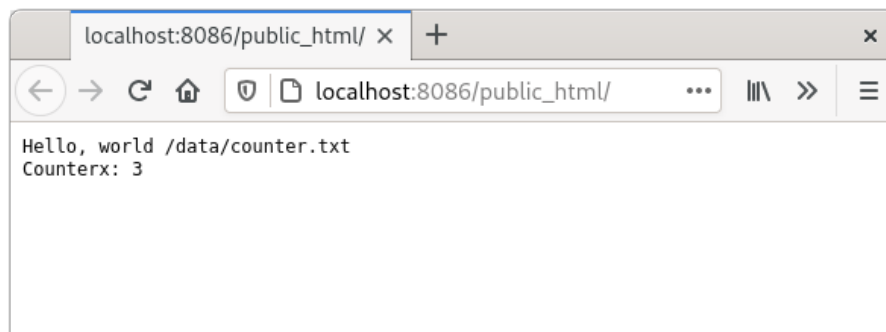 localhost:8086/public_html/
localhost:8086/public_html/
Hello, world /data/counter.txt
Counterx: 3